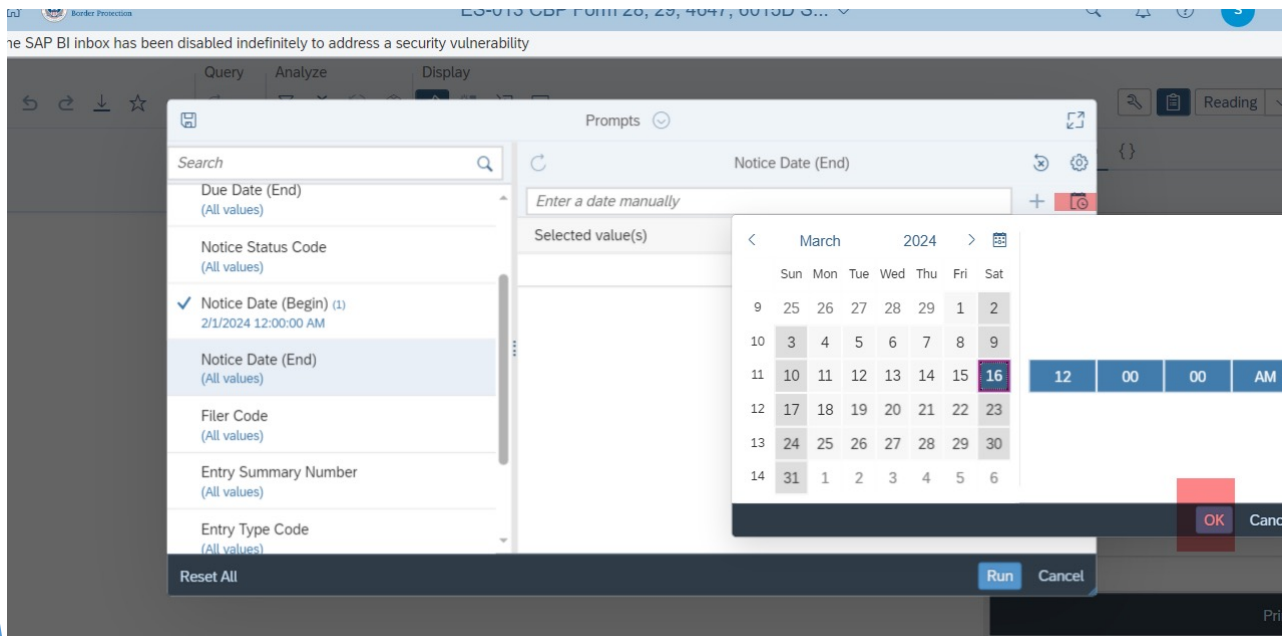 Border Protection
ES-013 CBP Form 28, 29, 4647, 6015D S...
S
he SAP BI inbox has been disabled indefinitely to address a security vulnerability
Query Analyze Display
Reading
{}
Prompts
Search
Notice Date (End)
Due Date (End)
(All values)
Enter a date manually
Selected value(s)
Notice Status Code
(All values)
Notice Date (Begin) (1)
2/1/2024 12:00:00 AM
Notice Date (End)
(All values)
Filer Code
(All values)
Entry Summary Number
(All values)
Entry Type Code
(All values)
March 2024
Sun Mon Tue Wed Thu Fri Sat
9 25 26 27 28 29 1 2
10 3 4 5 6 7 8 9
11 10 11 12 13 14 15 16
12 17 18 19 20 21 22 23
13 24 25 26 27 28 29 30
14 31 1 2 3 4 5 6
12 00 00 AM
OK Canc
Reset All
Run Cancel
Pri